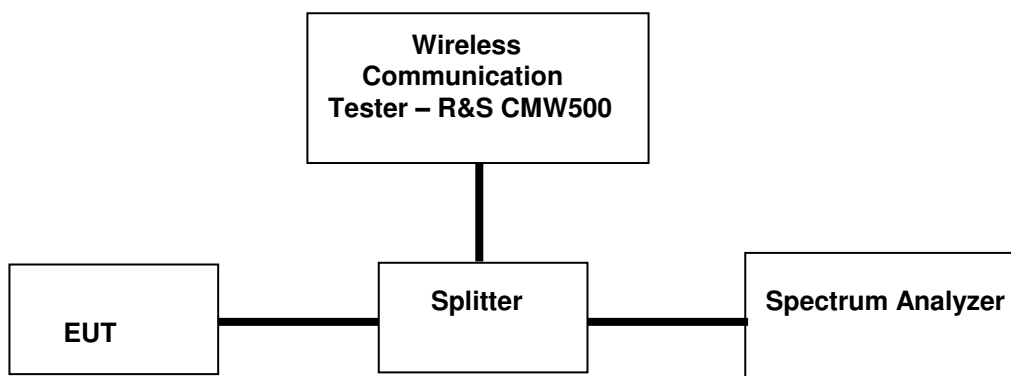 Wireless
Communication
Tester – R&S CMW500
Splitter
Spectrum Analyzer
EUT